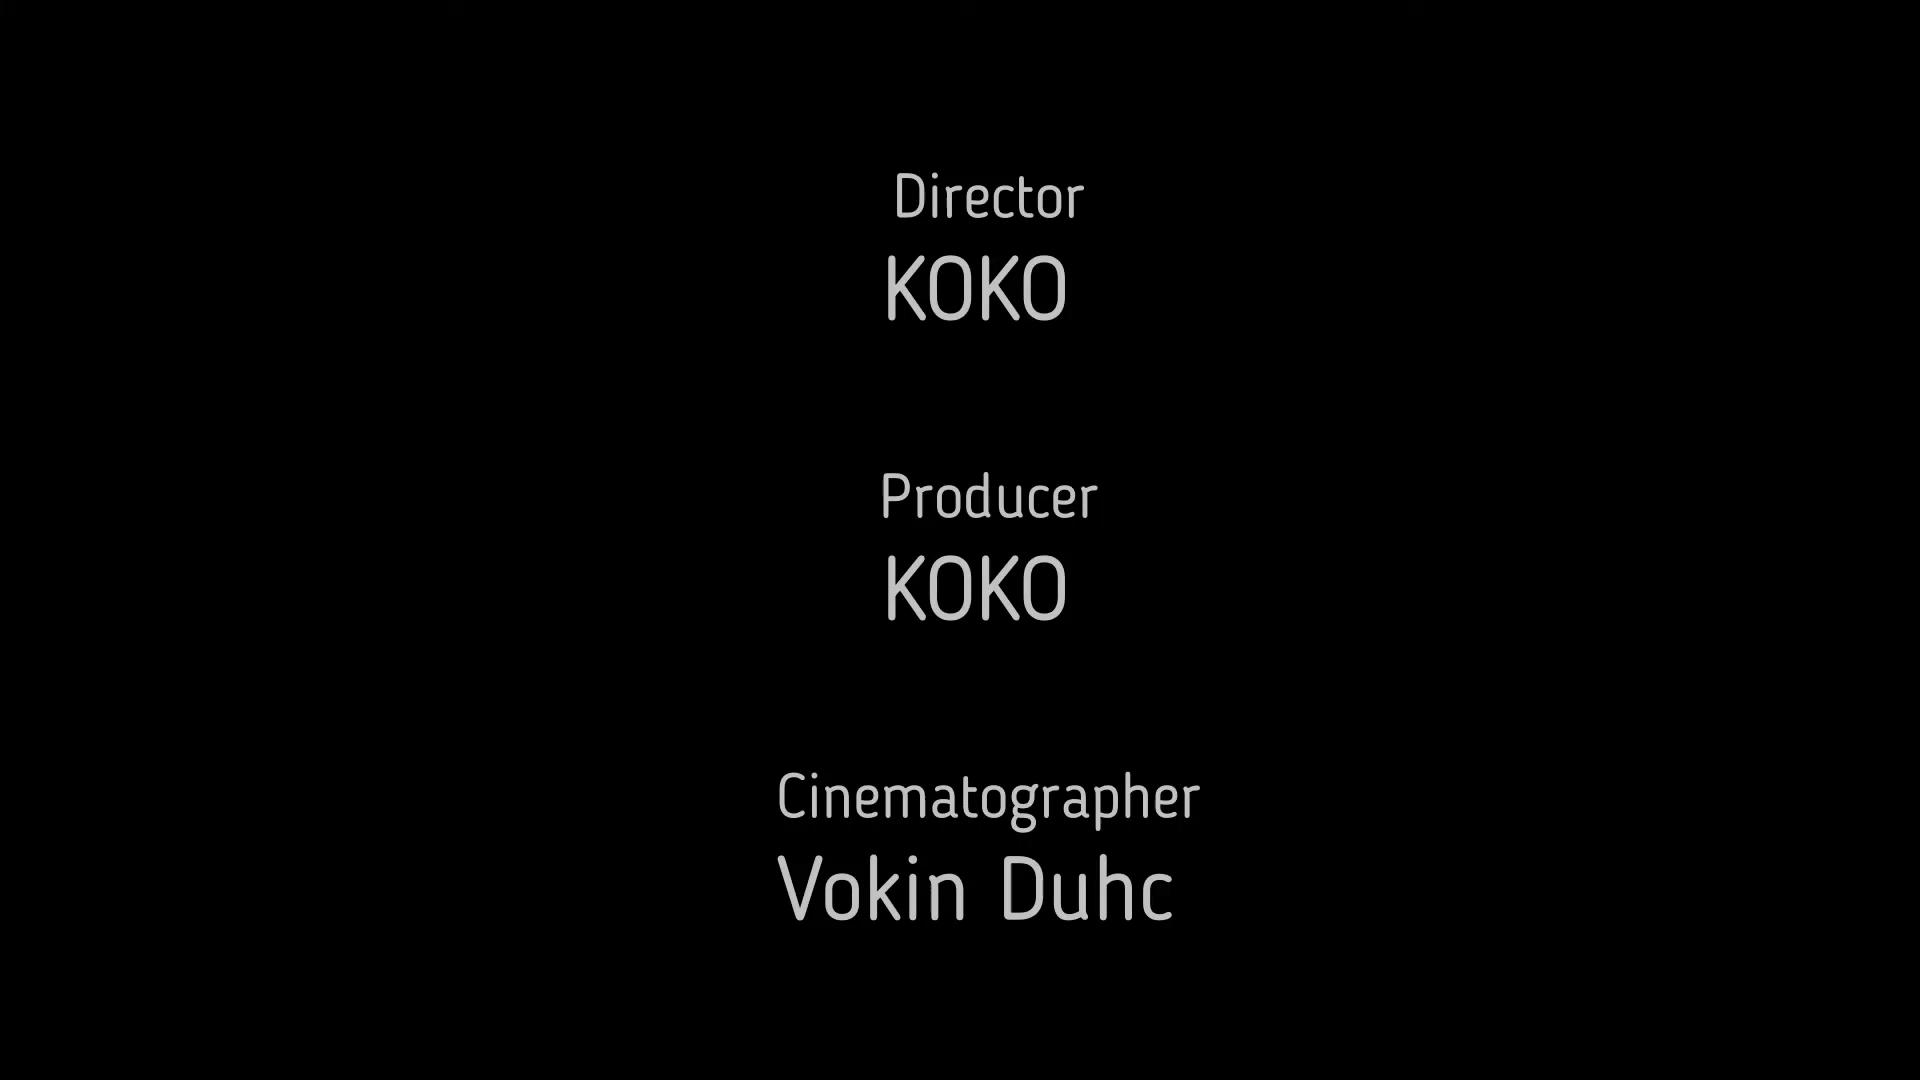 Director
KOKO
Producer
KOKO
Cinematographer
Vokin Duhc